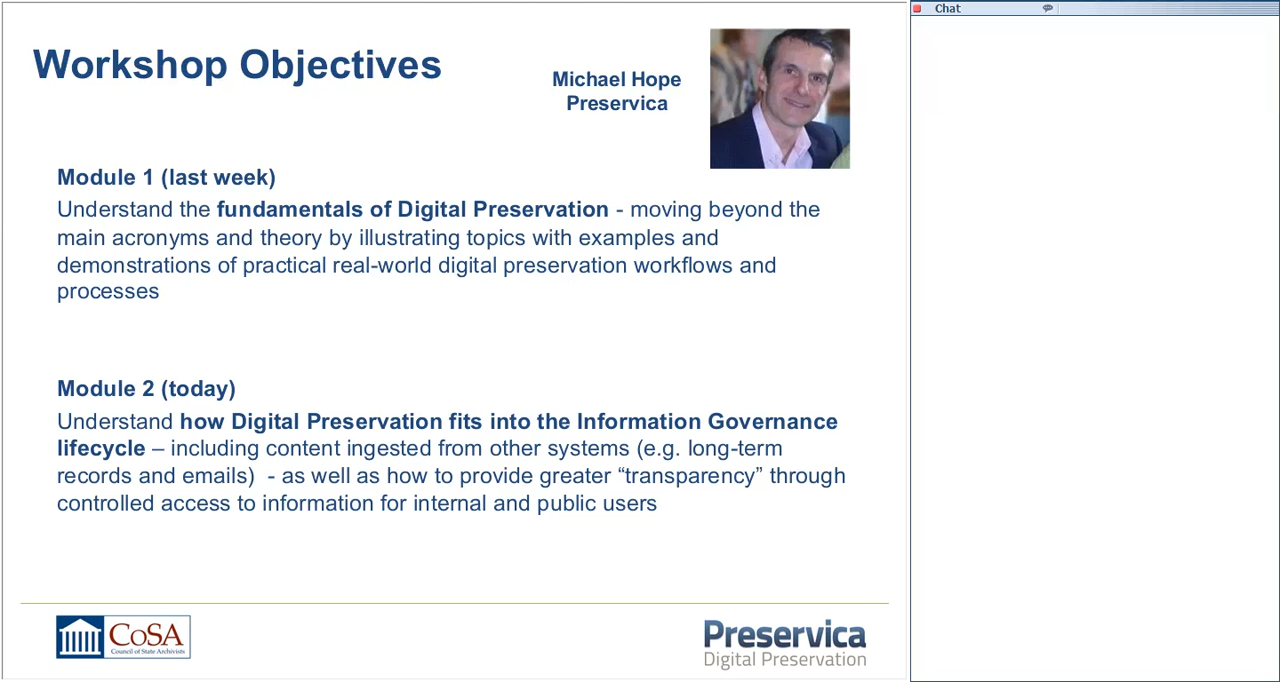 Chat
Workshop Objectives
Michael Hope
Preservica
Module 1 (last week)
Understand the fundamentals of Digital Preservation - moving beyond the
main acronyms and theory by illustrating topics with examples and
demonstrations of practical real-world digital preservation workflows and
processes
Module 2 (today)
Understand how Digital Preservation fits into the Information Governance
lifecycle – including content ingested from other systems (e.g. long-term
records and emails)  - as well as how to provide greater “transparency” through
controlled access to information for internal and public users
CoSA
Council of State Archivists
Preservica
Digital Preservation